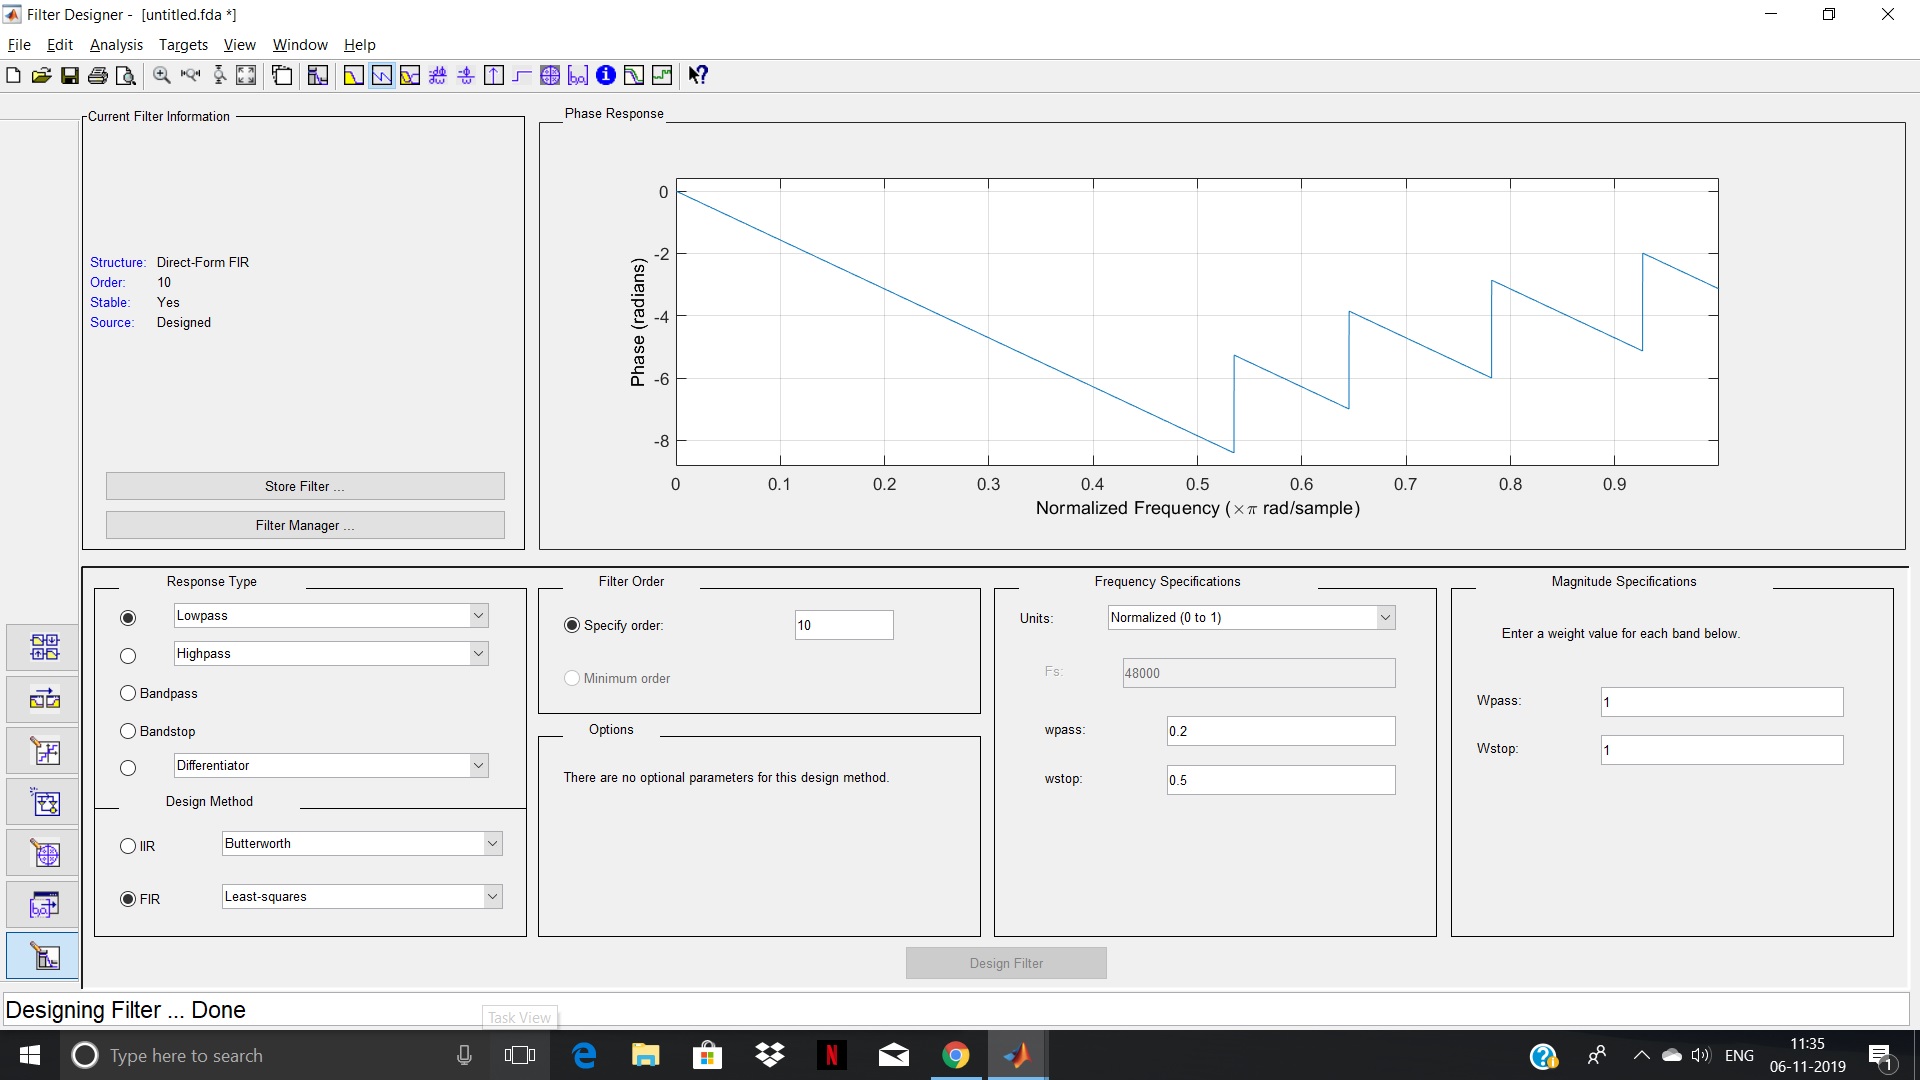 Filter Designer - [untitled.fda *]
File Edit Analysis Targets View Window Help
Current Filter Information
Structure: Direct-Form FIR
Order: 10
Stable: Yes
Source: Designed
Store Filter ...
Filter Manager ...
Phase Response
0
-2
-4
-6
-8
Phase (radians)
0 0.1 0.2 0.3 0.4 0.5 0.6 0.7 0.8 0.9
Normalized Frequency (×π rad/sample)
Response Type
Lowpass
Highpass
Bandpass
Bandstop
Differentiator
Design Method
IIR Butterworth
FIR Least-squares
Filter Order
Specify order: 10
Minimum order
Options
There are no optional parameters for this design method.
Frequency Specifications
Units: Normalized (0 to 1)
Fs: 48000
wpass: 0.2
wstop: 0.5
Magnitude Specifications
Enter a weight value for each band below.
Wpass: 1
Wstop: 1
Design Filter
Designing Filter ... Done
Task View
Type here to search
ENG
11:35
06-11-2019
1